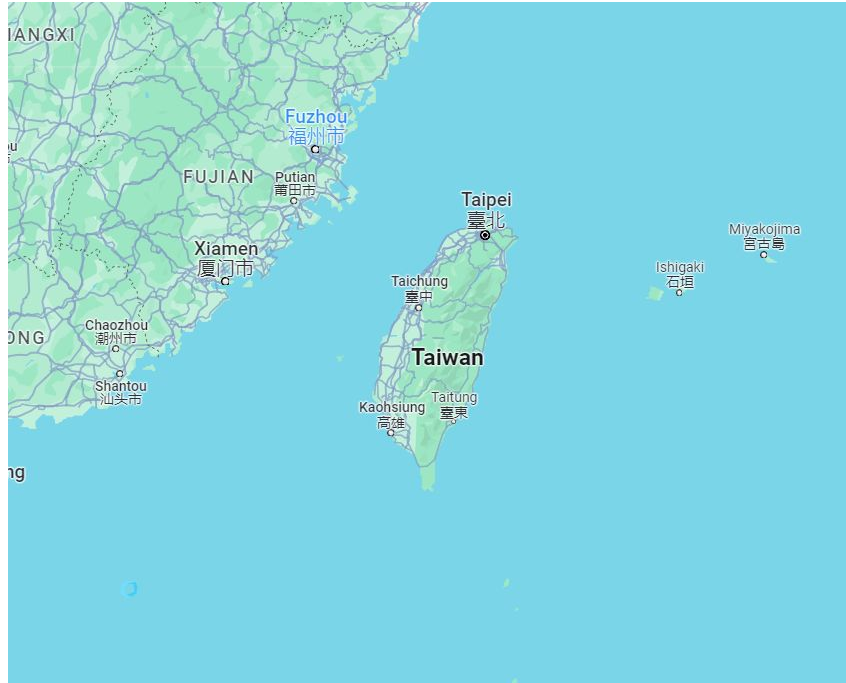 IANGXI
Fuzhou
福州市
FUJIAN
Putian
莆田市
Taipei
臺北
Xiamen
厦门市
Miyakojima
宮古島
Ishigaki
石垣
Taichung
臺中
ONG
Chaozhou
潮州市
Taiwan
Shantou
汕头市
Kaohsiung
高雄
Taitung
臺東
ng